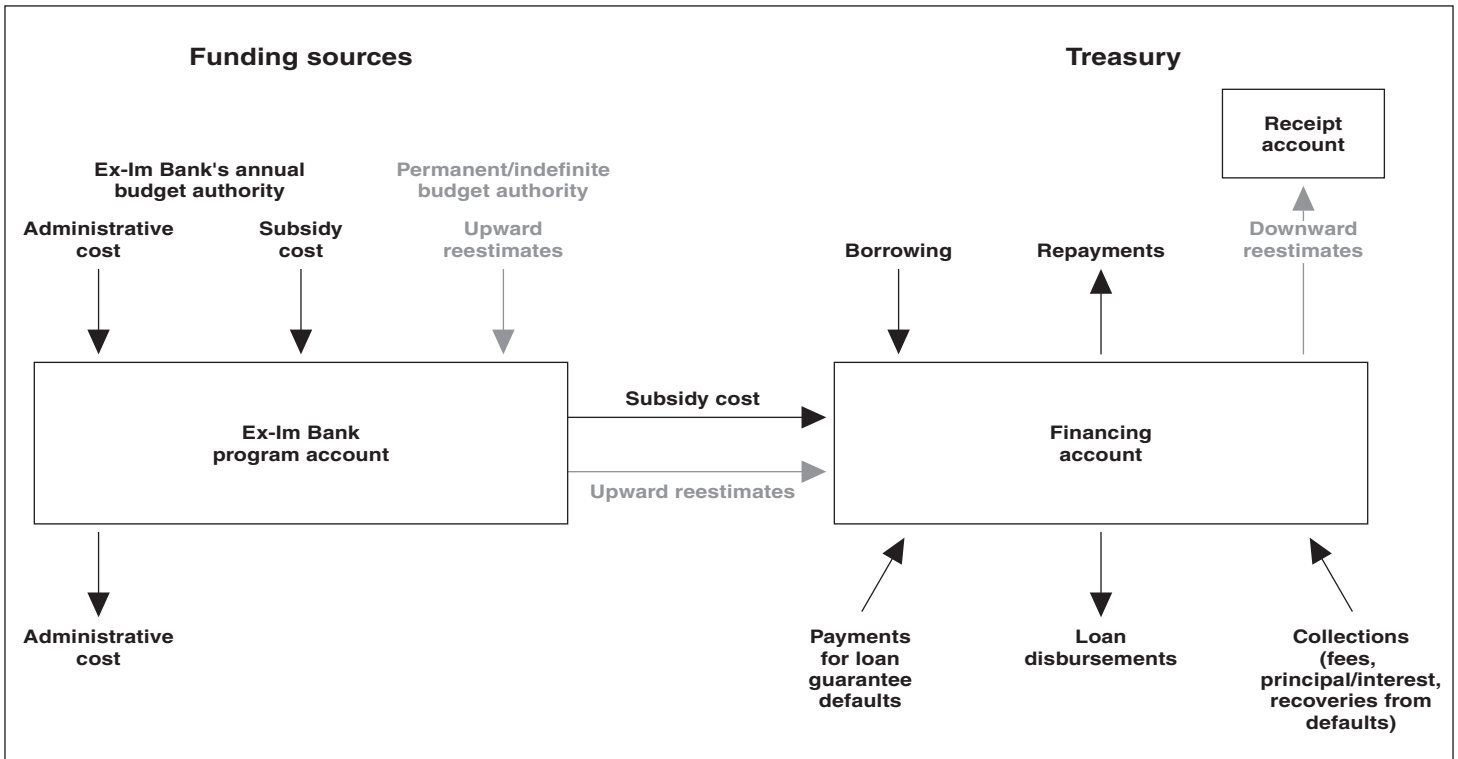 Funding sources
Treasury
Receipt
account
Ex-Im Bank's annual
budget authority
Permanent/indefinite
budget authority
Administrative
cost
Subsidy
cost
Upward
reestimates
Borrowing
Repayments
Downward
reestimates
Ex-Im Bank
program account
Subsidy cost
Upward reestimates
Financing
account
Administrative
cost
Payments
for loan
guarantee
defaults
Loan
disbursements
Collections
(fees,
principal/interest,
recoveries from
defaults)